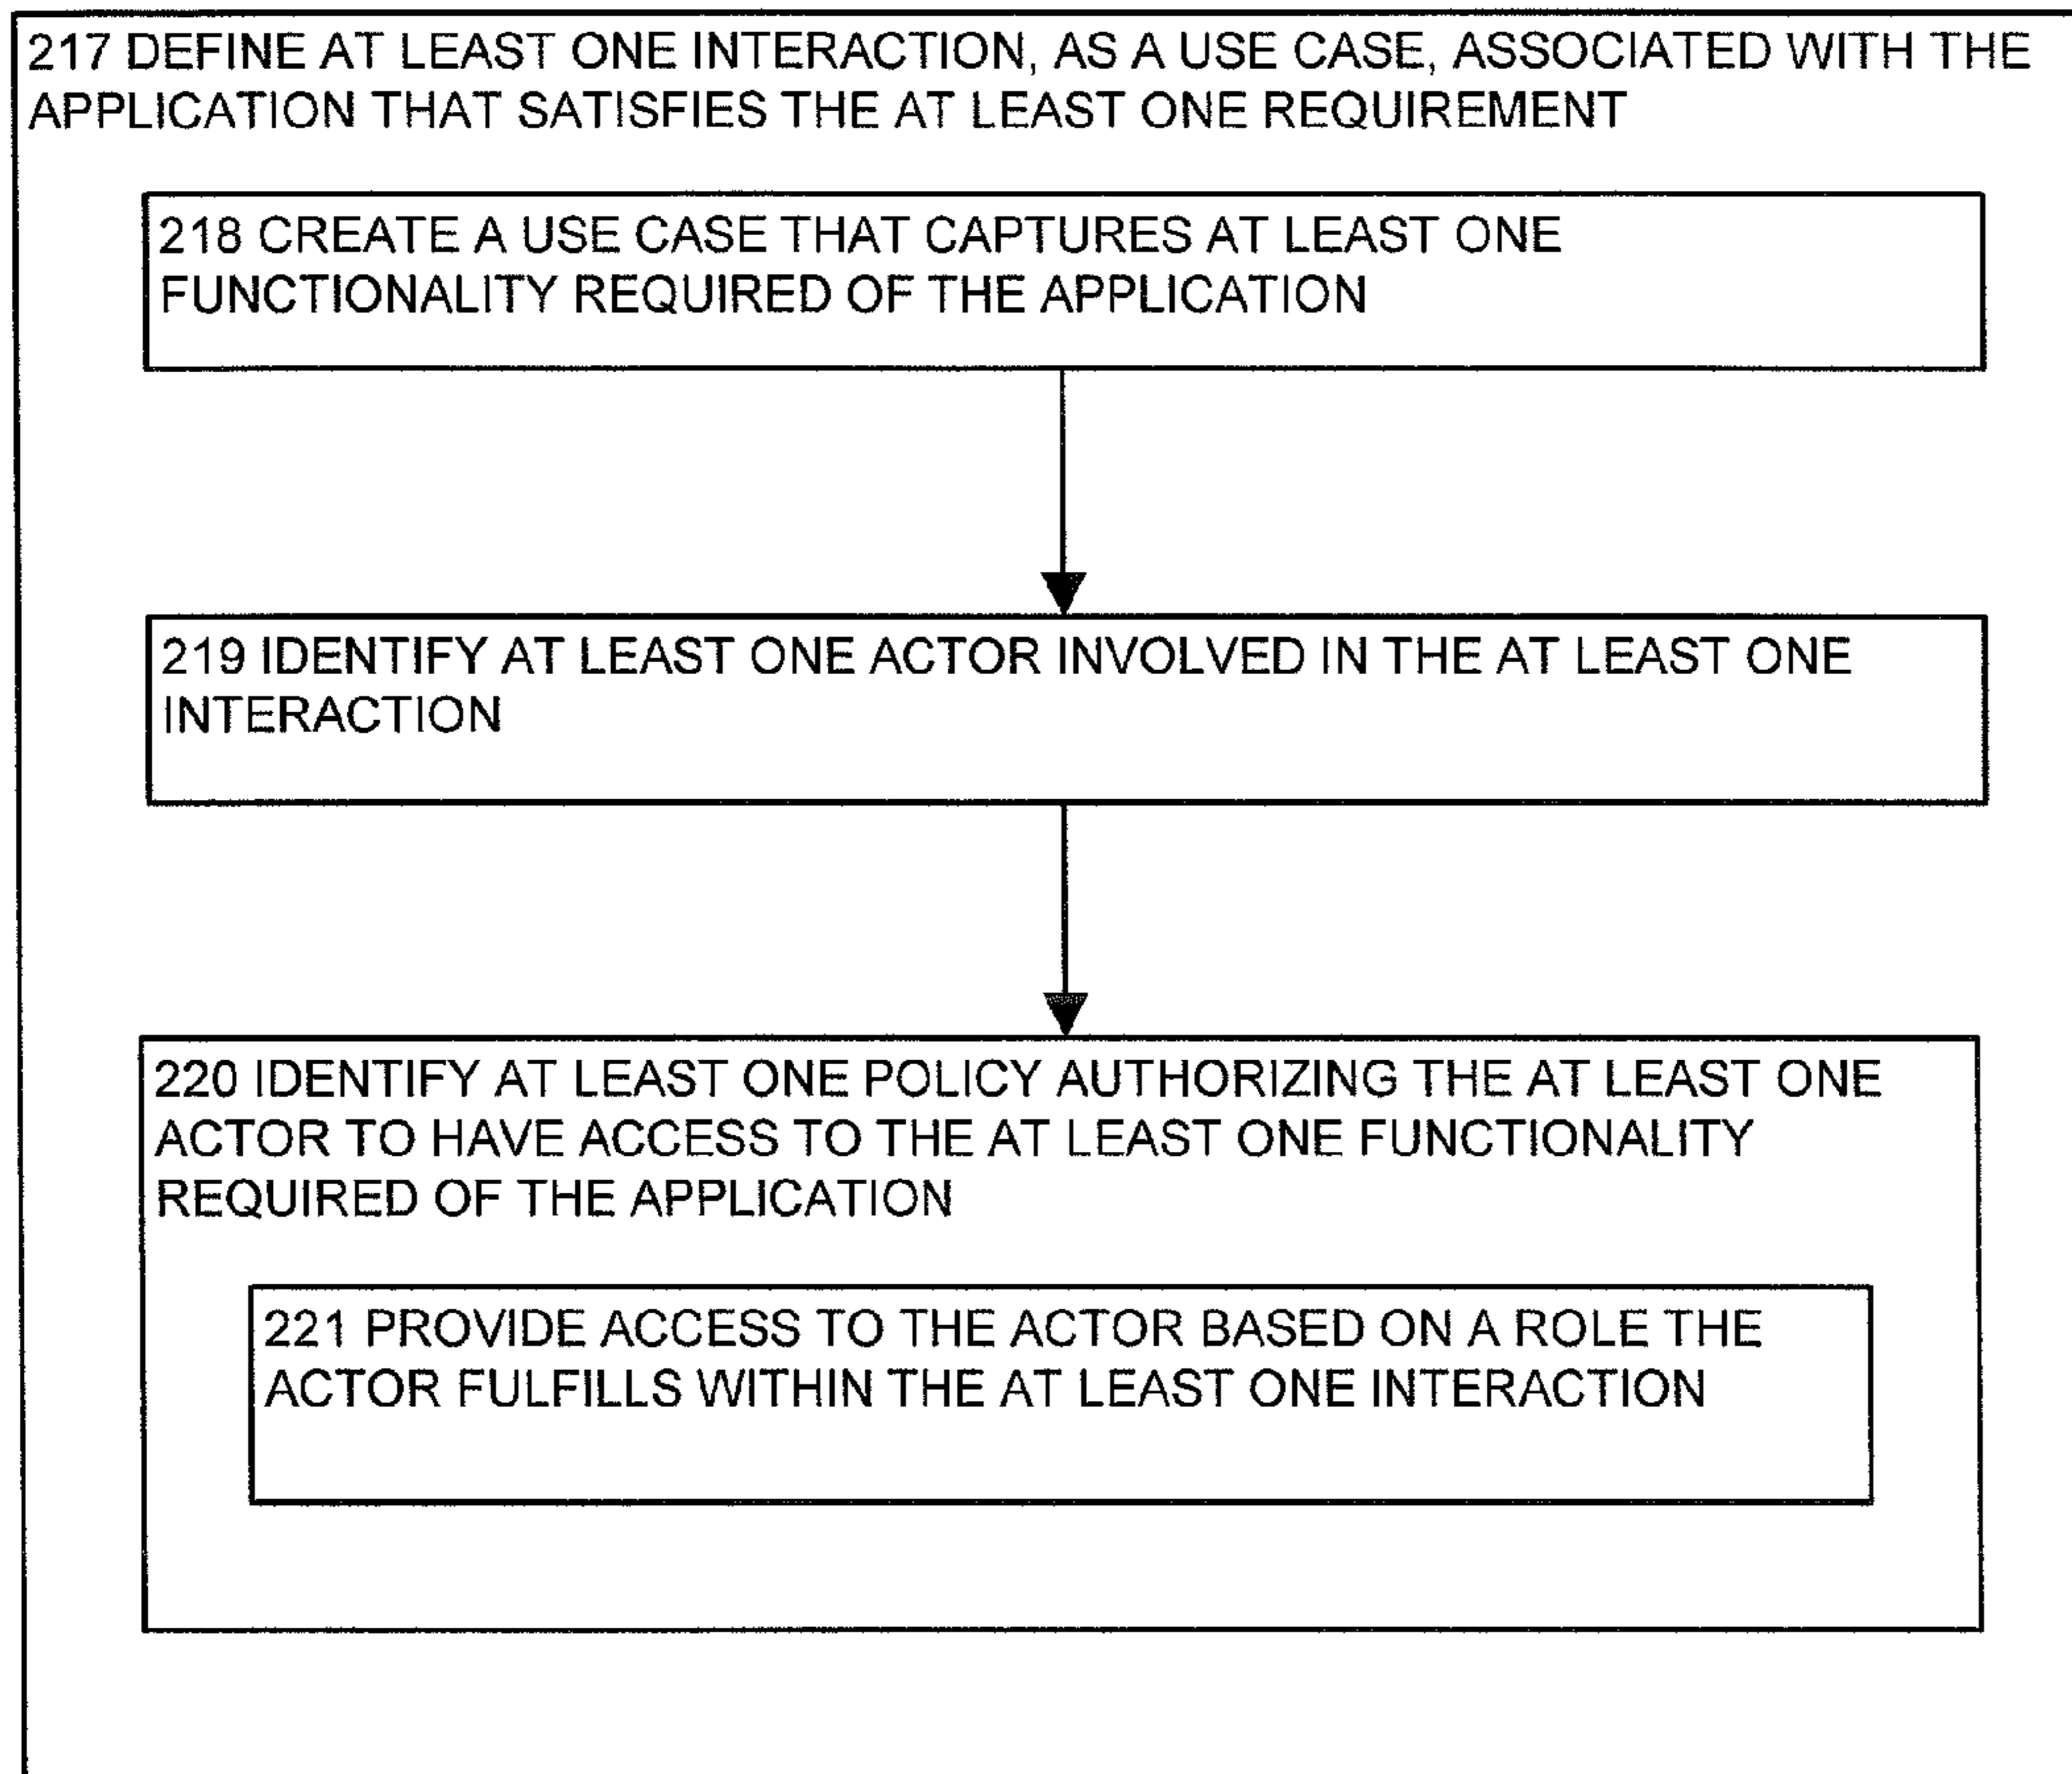 217 DEFINE AT LEAST ONE INTERACTION, AS A USE CASE, ASSOCIATED WITH THE
APPLICATION THAT SATISFIES THE AT LEAST ONE REQUIREMENT
218 CREATE A USE CASE THAT CAPTURES AT LEAST ONE
FUNCTIONALITY REQUIRED OF THE APPLICATION
219 IDENTIFY AT LEAST ONE ACTOR INVOLVED IN THE AT LEAST ONE
INTERACTION
220 IDENTIFY AT LEAST ONE POLICY AUTHORIZING THE AT LEAST ONE
ACTOR TO HAVE ACCESS TO THE AT LEAST ONE FUNCTIONALITY
REQUIRED OF THE APPLICATION
221 PROVIDE ACCESS TO THE ACTOR BASED ON A ROLE THE
ACTOR FULFILLS WITHIN THE AT LEAST ONE INTERACTION